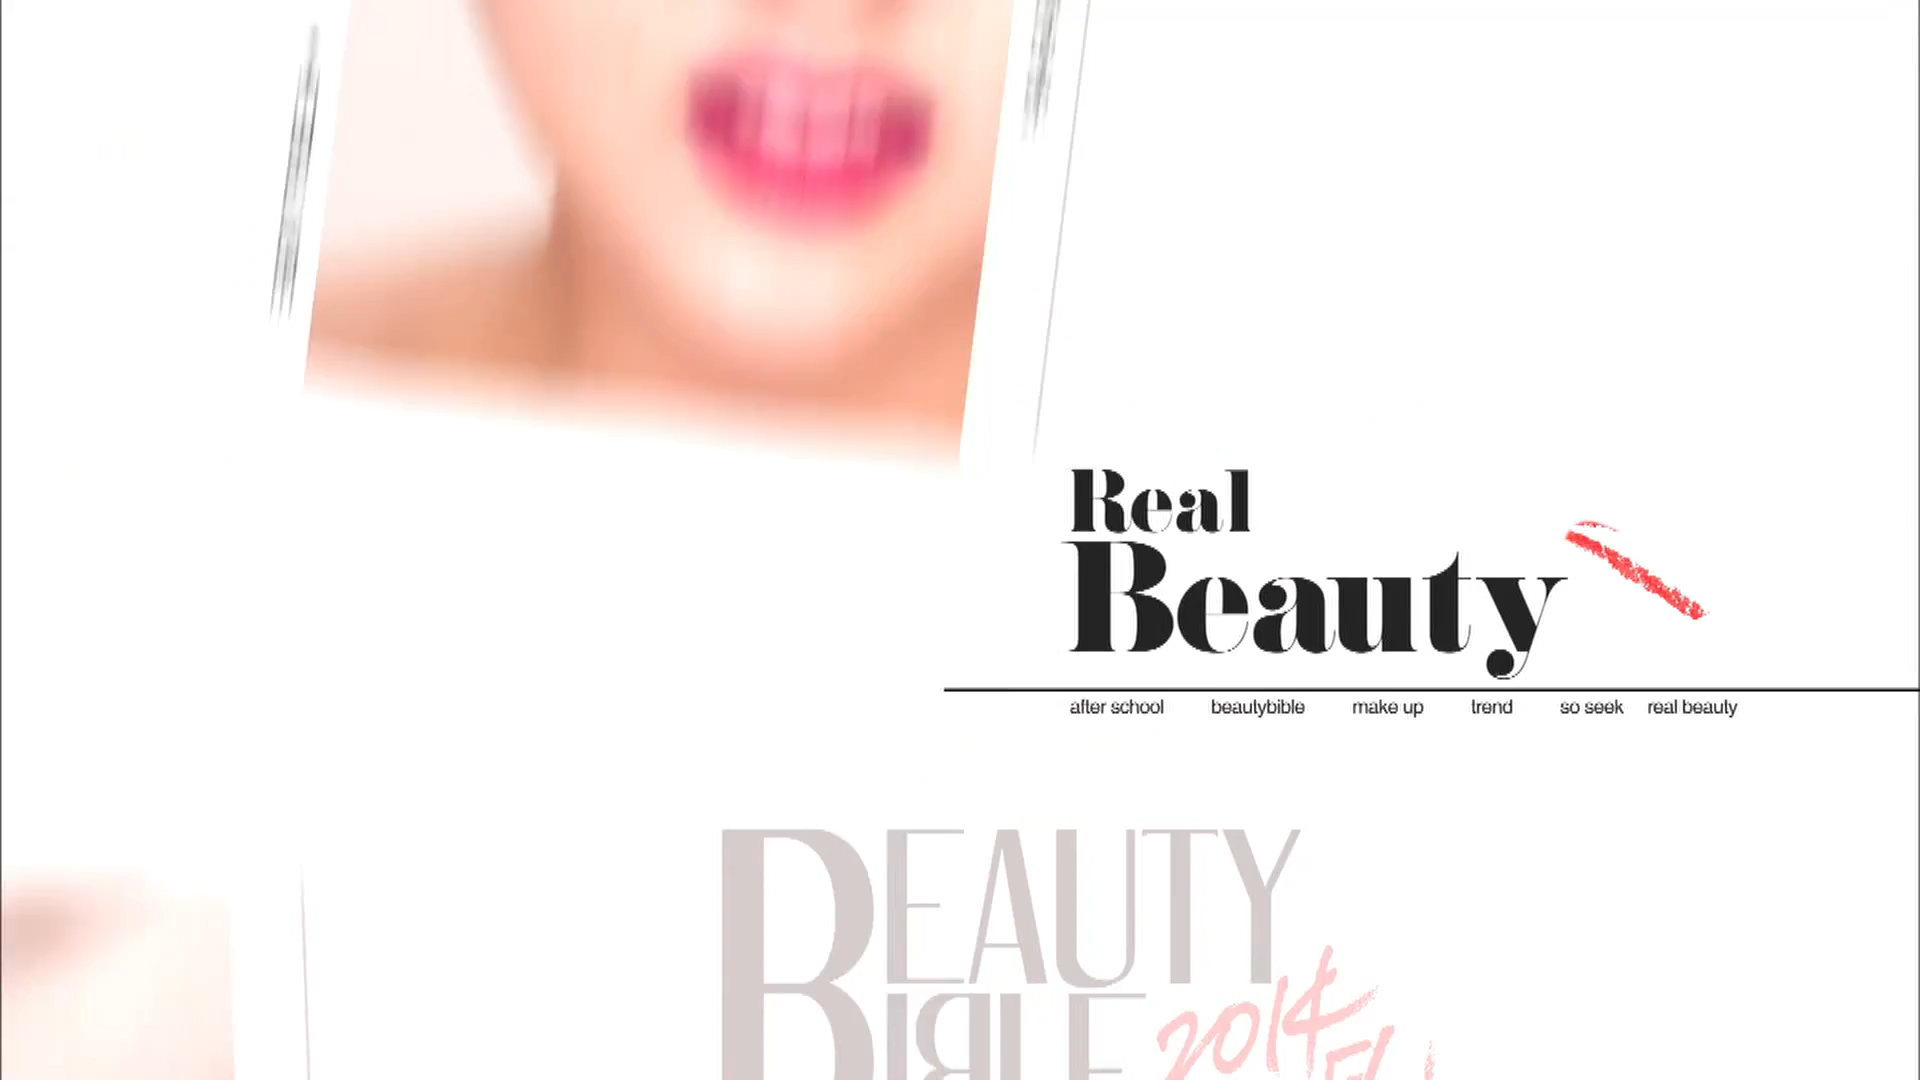 Real
Beauty
after school beautybible make up trend so seek real beauty
BEAUTY
BIBLE 2014